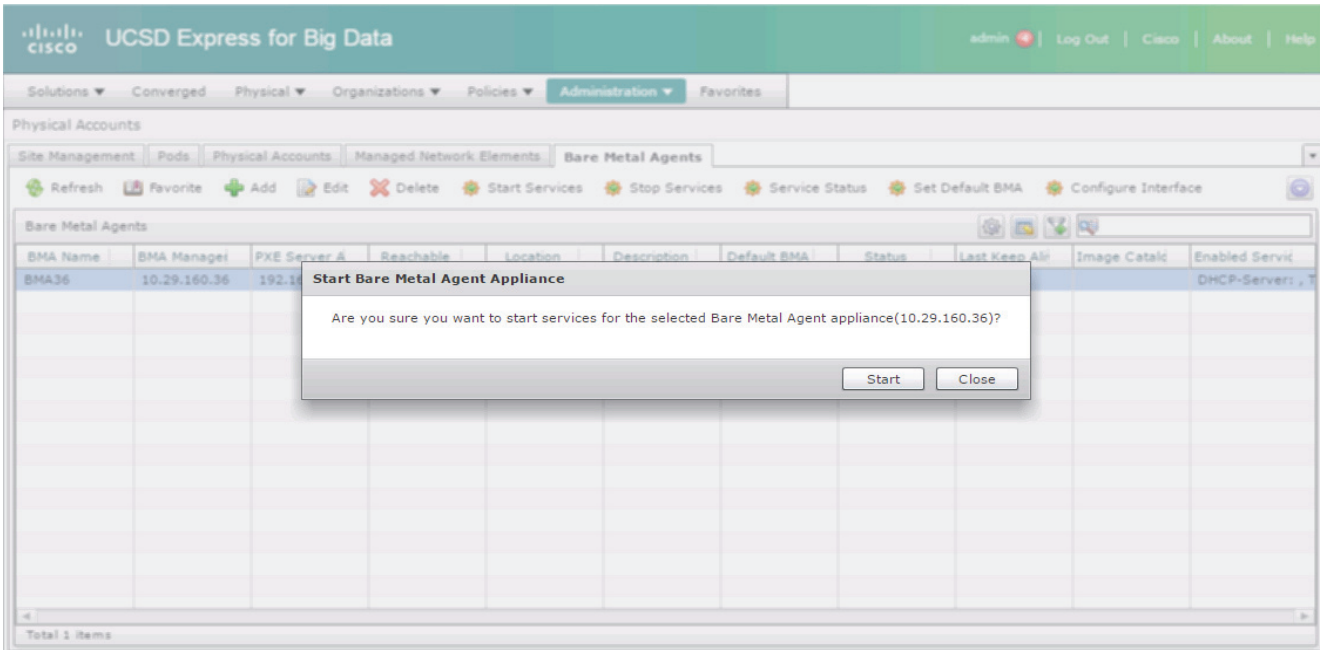 CISCO UCSD Express for Big Data
admin 4 | Log Out | Cisco | About | Help
Solutions ▼ Converged Physical ▼ Organizations ▼ Policies ▼ Administration ▼ Favorites
Physical Accounts
Site Management Pods Physical Accounts Managed Network Elements Bare Metal Agents
Refresh Favorite Add Edit Delete Start Services Stop Services Service Status Set Default BMA Configure Interface
Bare Metal Agents
BMA Name BMA Manager PXE Server A Reachable Location Description Default BMA Status Last Keep Ali Image Catalo Enabled Servic
BMA36 10.29.160.36 192.16 DHCP-Server: , T
Start Bare Metal Agent Appliance
Are you sure you want to start services for the selected Bare Metal Agent appliance(10.29.160.36)?
Start Close
Total 1 items